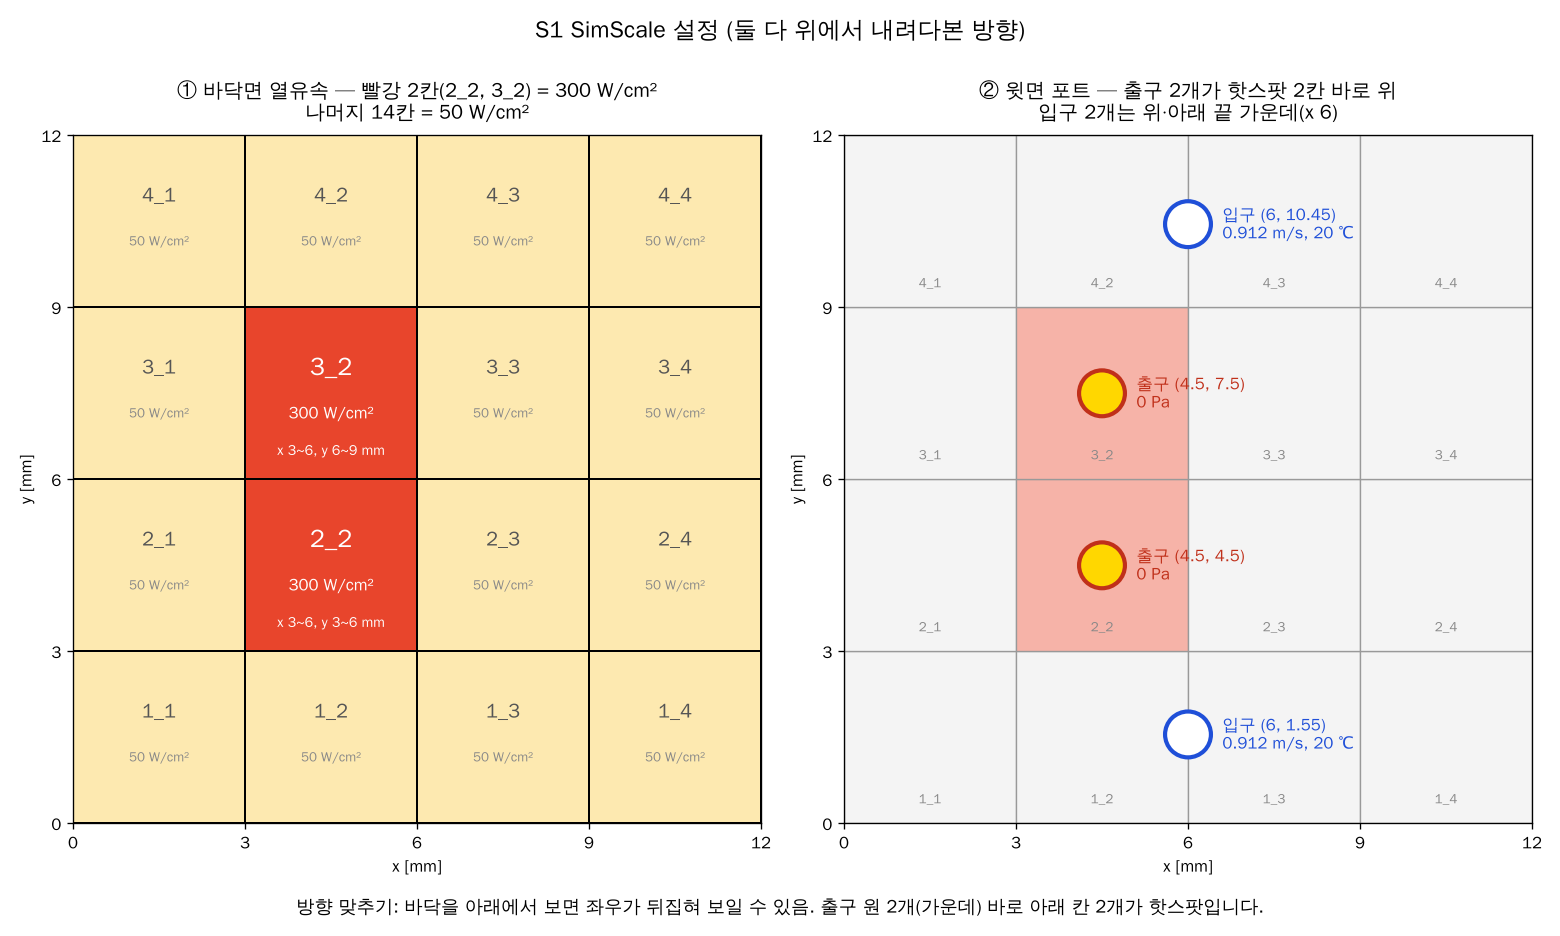 S1 SimScale 설정 (둘 다 위에서 내려다본 방향)
① 바닥면 열유속 — 빨강 2칸(2_2, 3_2) = 300 W/cm²
나머지 14칸 = 50 W/cm²
12
9
6
3
0
y [mm]
4_1
50 W/cm²
4_2
50 W/cm²
4_3
50 W/cm²
4_4
50 W/cm²
3_1
50 W/cm²
3_2
300 W/cm²
x 3~6, y 6~9 mm
3_3
50 W/cm²
3_4
50 W/cm²
2_1
50 W/cm²
2_2
300 W/cm²
x 3~6, y 3~6 mm
2_3
50 W/cm²
2_4
50 W/cm²
1_1
50 W/cm²
1_2
50 W/cm²
1_3
50 W/cm²
1_4
50 W/cm²
0
3
6
9
12
x [mm]
② 윗면 포트 — 출구 2개가 핫스팟 2칸 바로 위
입구 2개는 위·아래 끝 가운데(x 6)
12
9
6
3
0
y [mm]
입구 (6, 10.45)
0.912 m/s, 20 ℃
4_1
4_2
4_3
4_4
출구 (4.5, 7.5)
0 Pa
3_1
3_2
3_3
3_4
출구 (4.5, 4.5)
0 Pa
2_1
2_2
2_3
2_4
입구 (6, 1.55)
0.912 m/s, 20 ℃
1_1
1_2
1_3
1_4
0
3
6
9
12
x [mm]
방향 맞추기: 바닥을 아래에서 보면 좌우가 뒤집혀 보일 수 있음. 출구 원 2개(가운데) 바로 아래 칸 2개가 핫스팟입니다.